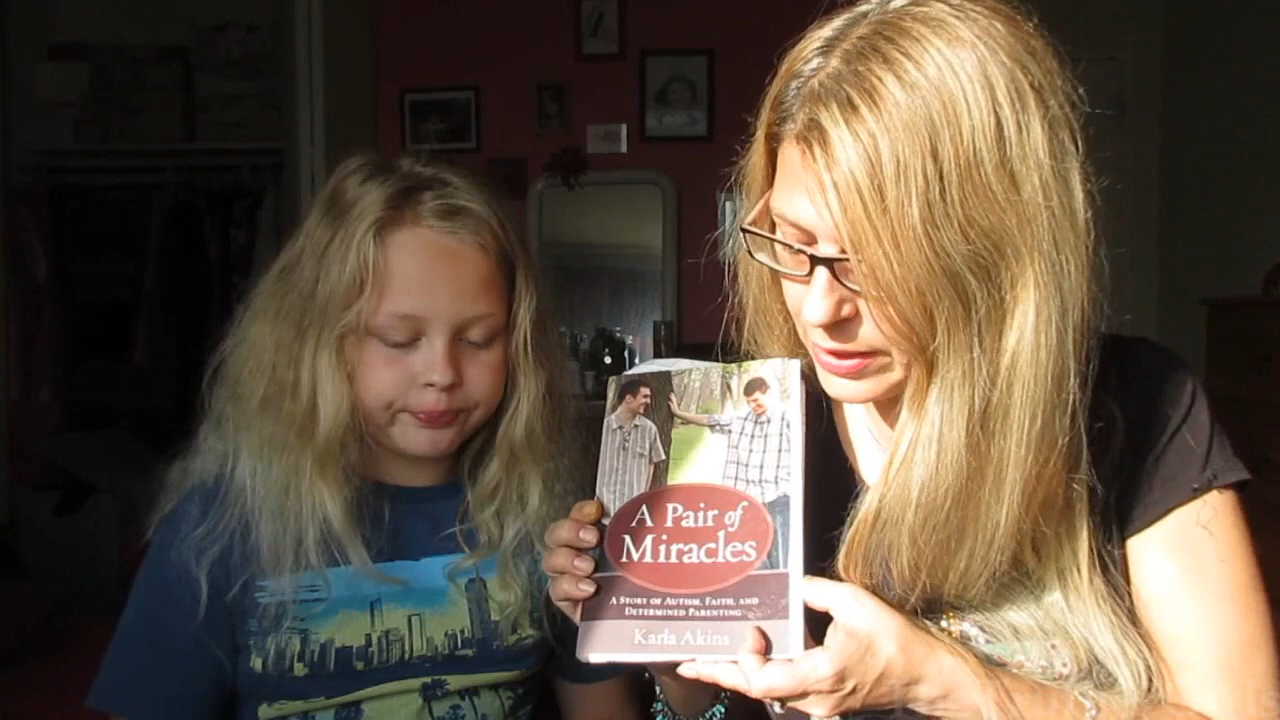 A Pair of
Miracles
A Story of Autism, Faith, and
Determined Parenting
Karla Akins